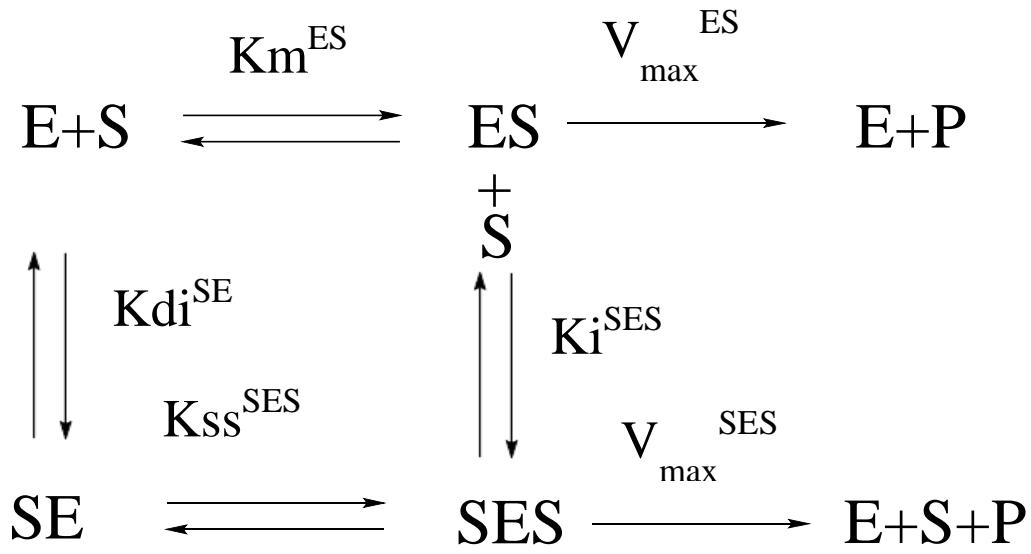 Km^ES V_max^ES
E+S ES E+P
+
S
Kdi^SE Ki^SES
Kss^SES V_max^SES
SE SES E+S+P